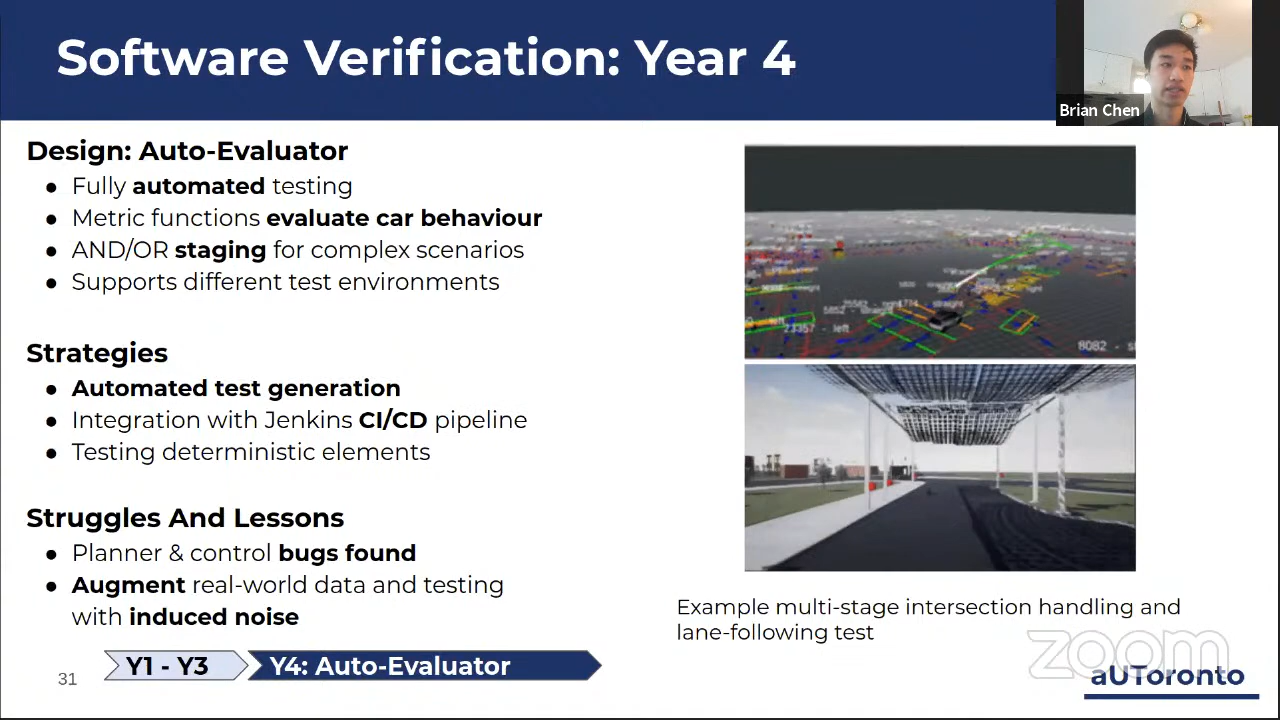 Software Verification: Year 4
Brian Chen
Design: Auto-Evaluator
● Fully automated testing
● Metric functions evaluate car behaviour
● AND/OR staging for complex scenarios
● Supports different test environments
Strategies
● Automated test generation
● Integration with Jenkins CI/CD pipeline
● Testing deterministic elements
Struggles And Lessons
● Planner & control bugs found
● Augment real-world data and testing
with induced noise
23357 - left
8082 - s
Example multi-stage intersection handling and
lane-following test
Y1 - Y3
Y4: Auto-Evaluator
31
zoom
aUToronto